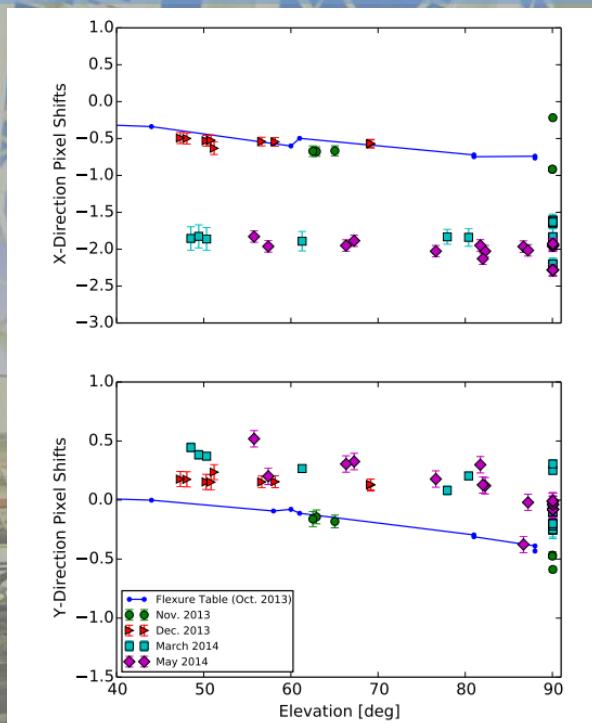 1.0
0.5
0.0
−0.5
−1.0
−1.5
−2.0
−2.5
−3.0
X-Direction Pixel Shifts
1.0
0.5
0.0
−0.5
−1.0
−1.5
Y-Direction Pixel Shifts
Flexure Table (Oct. 2013)
Nov. 2013
Dec. 2013
March 2014
May 2014
40 50 60 70 80 90
Elevation [deg]